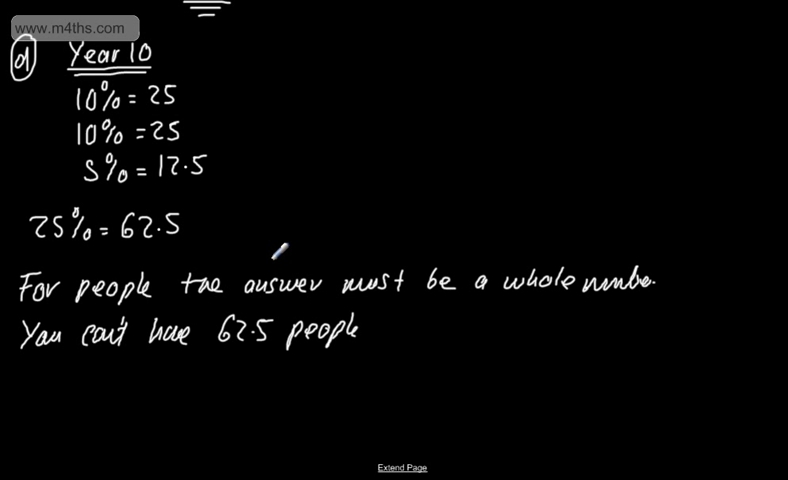 www.m4ths.com
d) Year 10
10% = 25
10% = 25
5% = 12.5
25% = 62.5
For people the answer must be a whole number.
You can't have 62.5 people
Extend Page